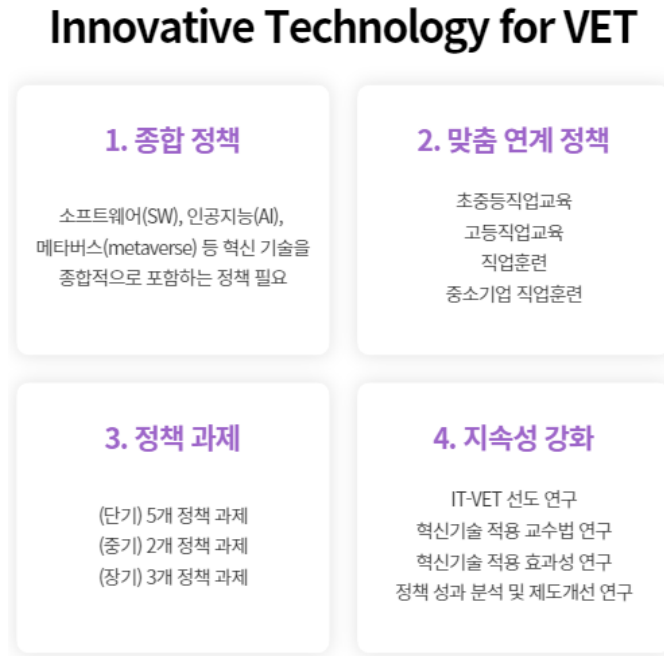 Innovative Technology for VET
1. 종합 정책
소프트웨어(SW), 인공지능(AI),
메타버스(metaverse) 등 혁신 기술을
종합적으로 포함하는 정책 필요
2. 맞춤 연계 정책
초중등직업교육
고등직업교육
직업훈련
중소기업 직업훈련
3. 정책 과제
(단기) 5개 정책 과제
(중기) 2개 정책 과제
(장기) 3개 정책 과제
4. 지속성 강화
IT-VET 선도 연구
혁신기술 적용 교수법 연구
혁신기술 적용 효과성 연구
정책 성과 분석 및 제도개선 연구